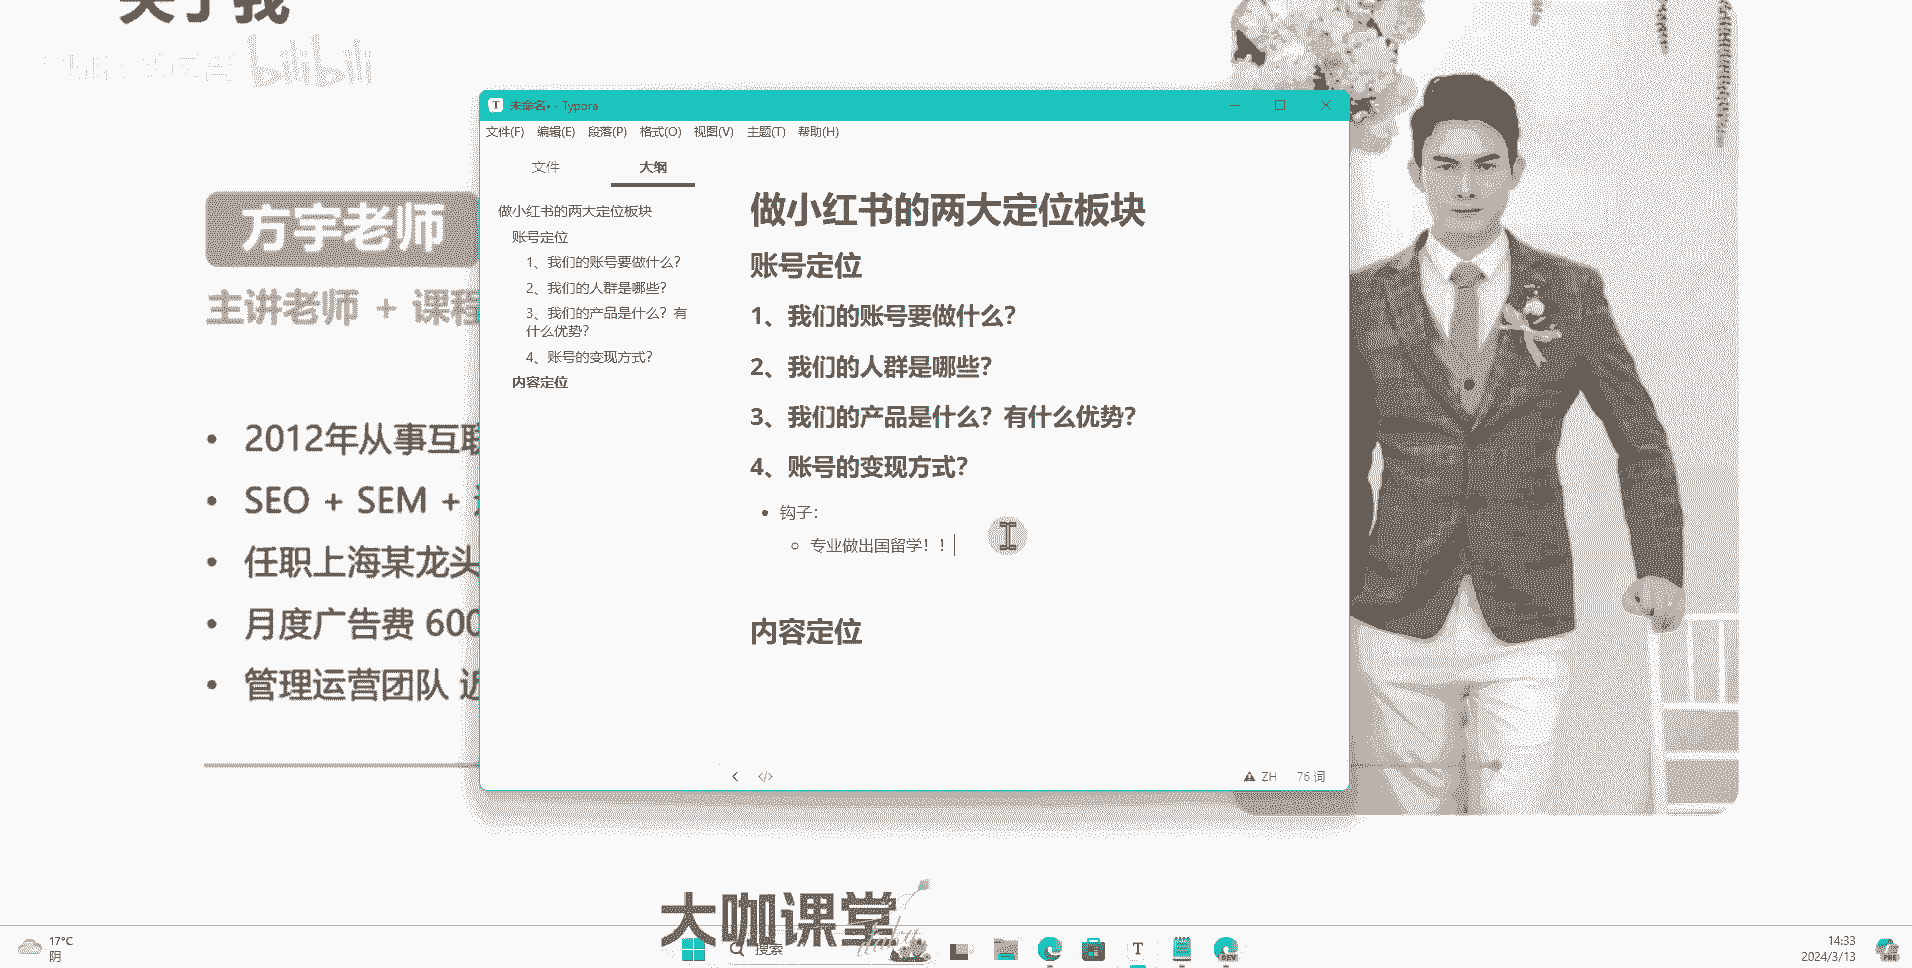 关于我
bilibili
方宇老师
主讲老师 + 课程
2012年从事互联
SEO + SEM +
任职上海某龙头
月度广告费 600
管理运营团队 近
未命名• - Typora
文件(F) 编辑(E) 段落(P) 格式(O) 视图(V) 主题(T) 帮助(H)
文件 大纲
做小红书的两大定位板块
账号定位
1、我们的账号要做什么？
2、我们的人群是哪些？
3、我们的产品是什么？有
什么优势？
4、账号的变现方式？
内容定位
做小红书的两大定位板块
账号定位
1、我们的账号要做什么？
2、我们的人群是哪些？
3、我们的产品是什么？有什么优势？
4、账号的变现方式？
钩子：
专业做出国留学！！
内容定位
ZH 76 词
大咖课堂
17°C
阴
搜索
T
DEV
14:33
2024/3/13
PRE